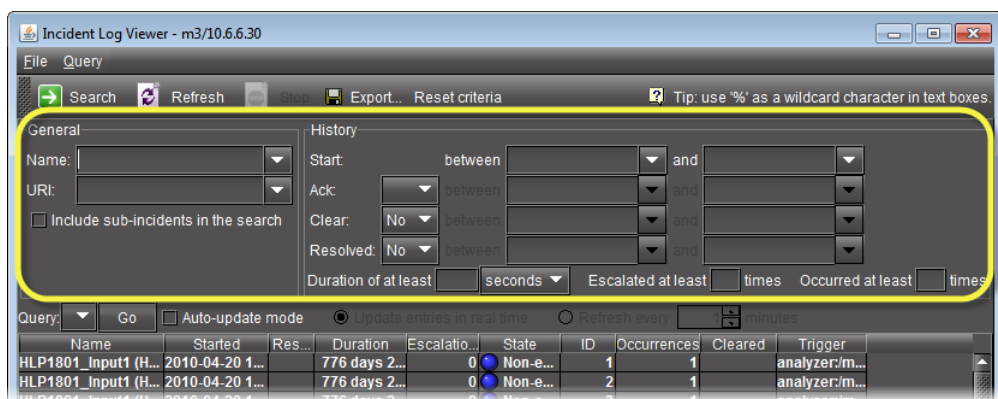 Incident Log Viewer - m3/10.6.6.30
File Query
Search Refresh Stop Export... Reset criteria Tip: use '%' as a wildcard character in text boxes.
General History
Name: Start: between and
URI: Ack: between and
Include sub-incidents in the search Clear: No between and
Resolved: No between and
Duration of at least seconds Escalated at least times Occurred at least times
Query: Go Auto-update mode Update entries in real time Refresh every 1 minutes
Name Started Res... Duration Escalatio... State ID Occurrences Cleared Trigger
HLP1801_Input1 (H... 2010-04-20 1... 776 days 2... 0 Non-e... 1 1 analyzer:/m...
HLP1801_Input1 (H... 2010-04-20 1... 776 days 2... 0 Non-e... 2 1 analyzer:/m...